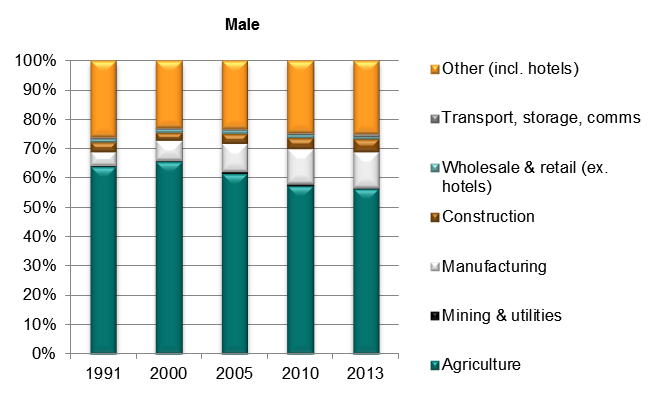 Male
100%
90%
80%
70%
60%
50%
40%
30%
20%
10%
0%
1991 2000 2005 2010 2013
Other (incl. hotels)
Transport, storage, comms
Wholesale & retail (ex.
hotels)
Construction
Manufacturing
Mining & utilities
Agriculture